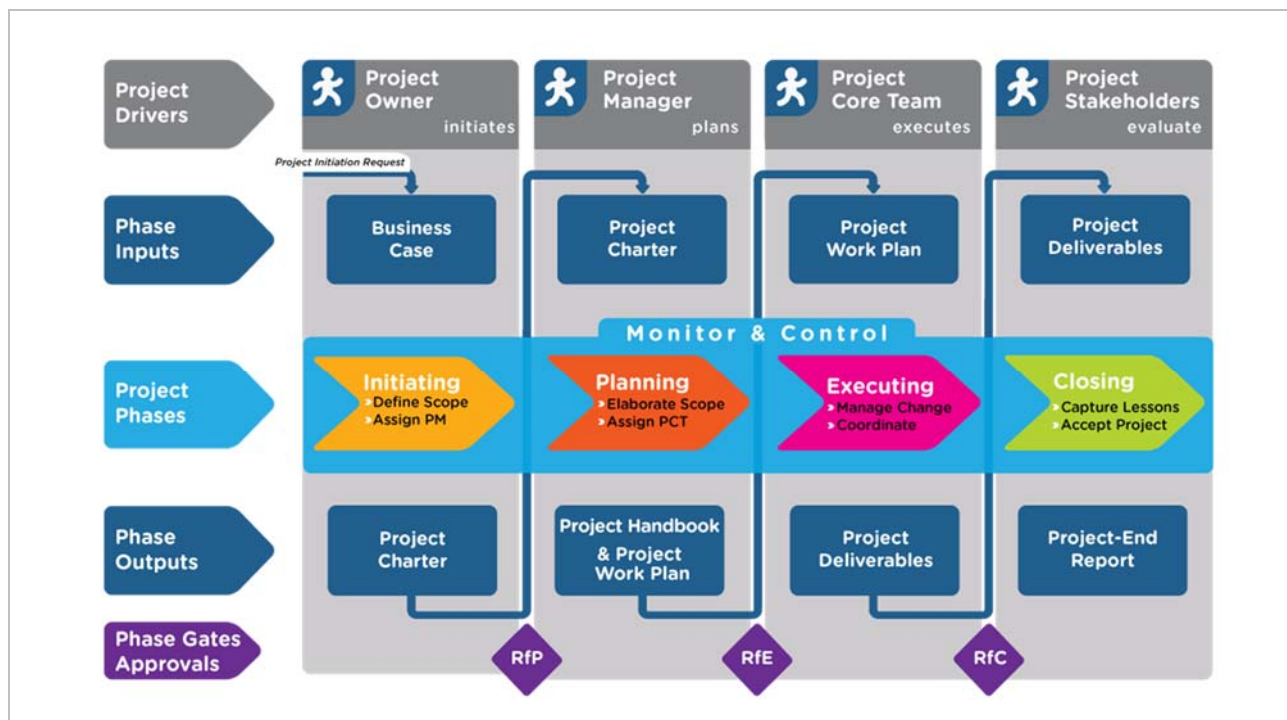 Project
Drivers
Project
Owner
initiates
Project
Manager
plans
Project
Core Team
executes
Project
Stakeholders
evaluate
Project Initiation Request
Phase
Inputs
Business
Case
Project
Charter
Project
Work Plan
Project
Deliverables
Monitor & Control
Project
Phases
Initiating
» Define Scope
» Assign PM
Planning
» Elaborate Scope
» Assign PCT
Executing
» Manage Change
» Coordinate
Closing
» Capture Lessons
» Accept Project
Phase
Outputs
Project
Charter
Project Handbook
& Project
Work Plan
Project
Deliverables
Project-End
Report
Phase Gates
Approvals
RfP
RfE
RfC